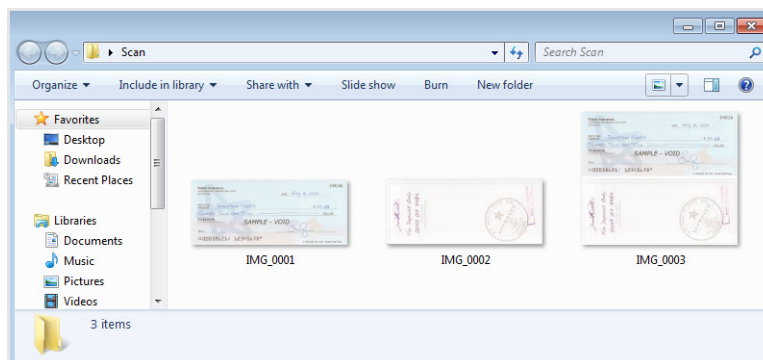 Scan
Search Scan
Organize
Include in library
Share with
Slide show
Burn
New folder
Favorites
Desktop
Downloads
Recent Places
Libraries
Documents
Music
Pictures
Videos
SAMPLE - VOID
SAMPLE - VOID
IMG_0001
IMG_0002
IMG_0003
3 items